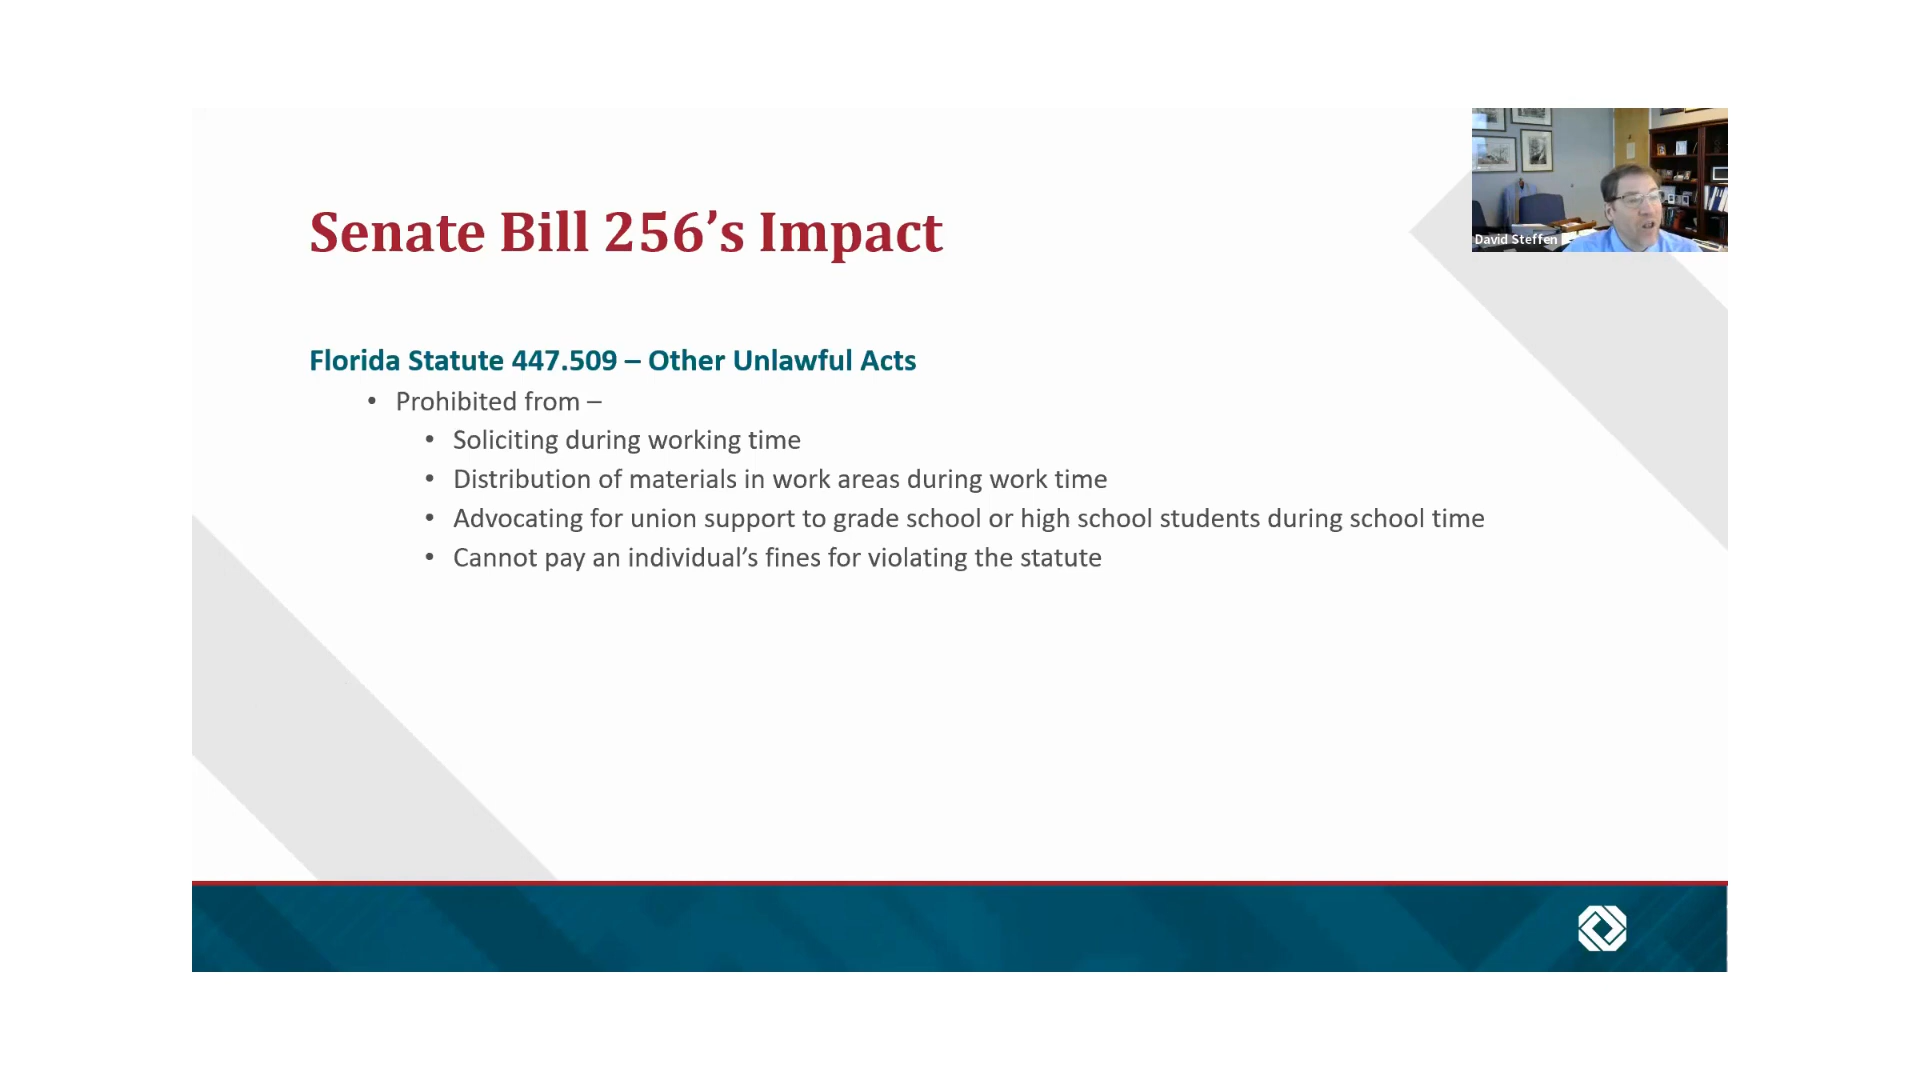 Senate Bill 256’s Impact
David Steffen
Florida Statute 447.509 – Other Unlawful Acts
• Prohibited from –
• Soliciting during working time
• Distribution of materials in work areas during work time
• Advocating for union support to grade school or high school students during school time
• Cannot pay an individual’s fines for violating the statute